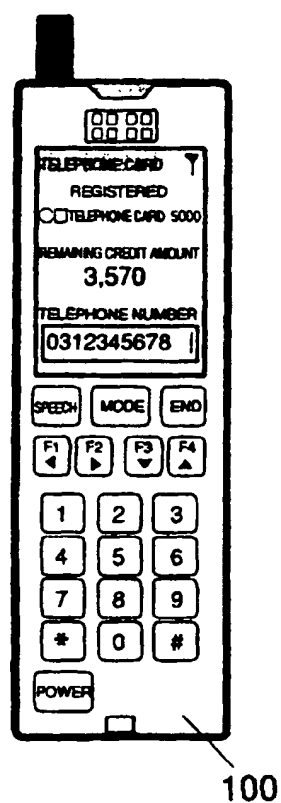 TELEPHONE CARD
REGISTERED
○□TELEPHONE CARD 5000
REMAINING CREDIT AMOUNT
3,570
TELEPHONE NUMBER
0312345678
SPEECH MODE END
F1 F2 F3 F4
1 2 3
4 5 6
7 8 9
* 0 #
POWER
100